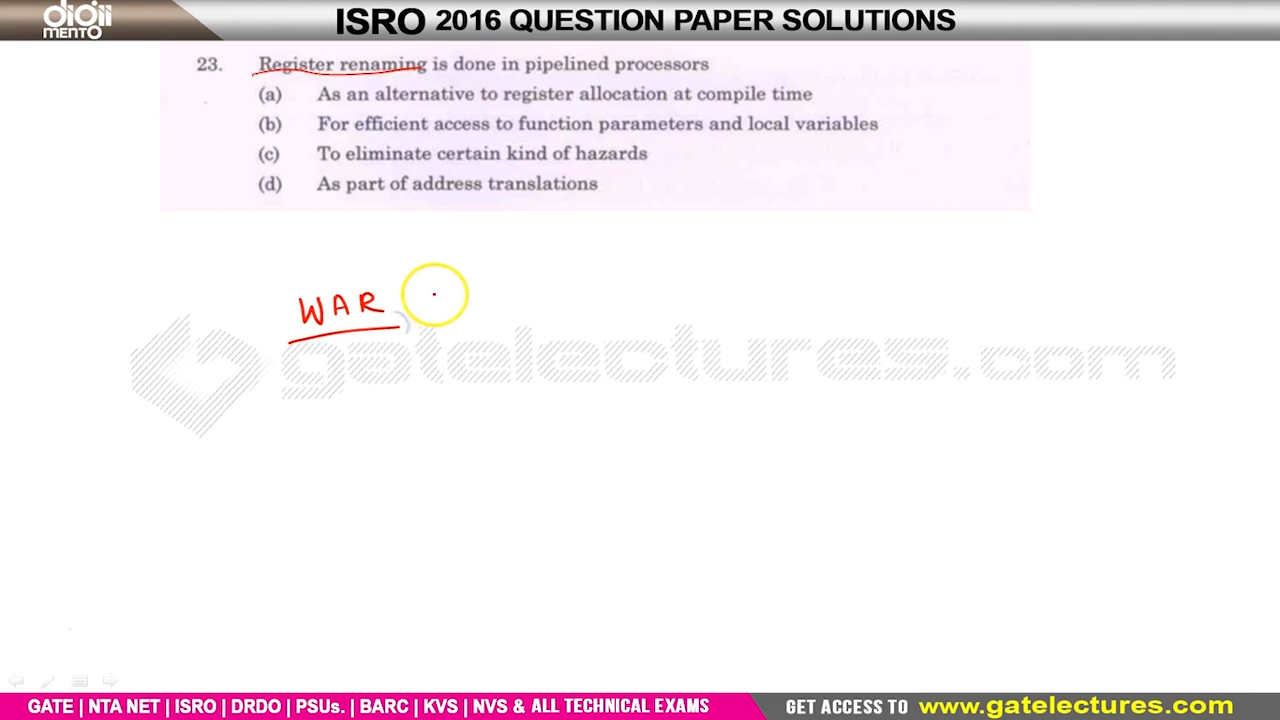 digiimento
ISRO 2016 QUESTION PAPER SOLUTIONS
23. Register renaming is done in pipelined processors
(a) As an alternative to register allocation at compile time
(b) For efficient access to function parameters and local variables
(c) To eliminate certain kind of hazards
(d) As part of address translations
WAR
gatelectures.com
GATE | NTA NET | ISRO | DRDO | PSUs. | BARC | KVS | NVS & ALL TECHNICAL EXAMS GET ACCESS TO www.gatelectures.com